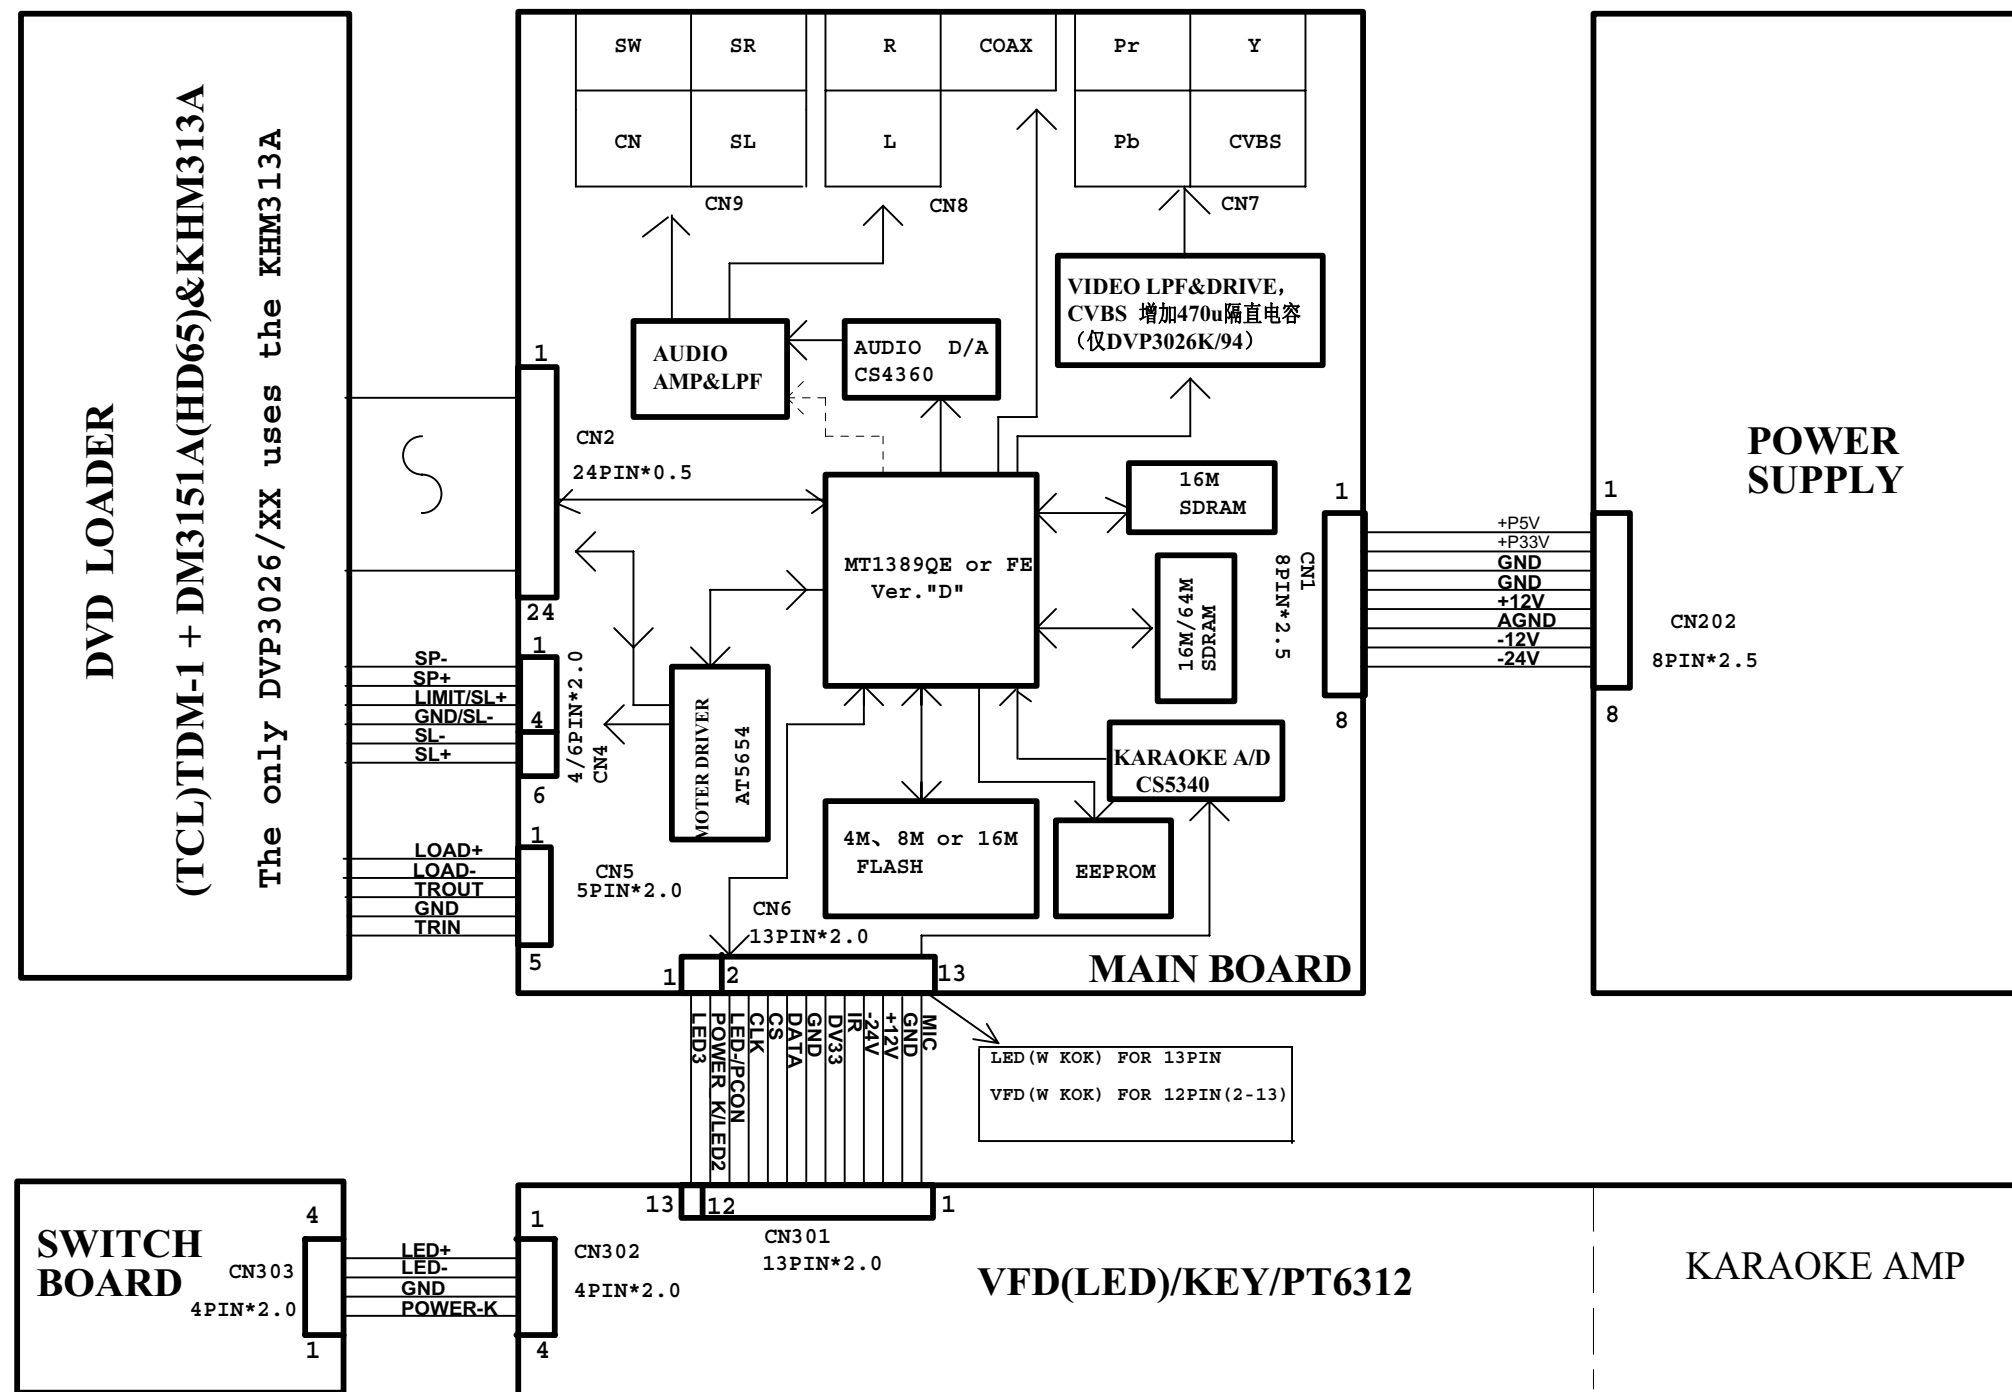 DVD LOADER
(TCL)TDM-1 + DM3151A(HD65)&KHM313A
The only DVP3026/XX uses the KHM313A
SW
SR
R
COAX
Pr
Y
CN
SL
L
Pb
CVBS
CN9
CN8
CN7
VIDEO LPF&DRIVE,
CVBS 增加470u隔直电容
（仅DVP3026K/94）
AUDIO
AMP&LPF
AUDIO D/A
CS4360
1
CN2
24PIN*0.5
24
16M
SDRAM
MT1389QE or FE
Ver."D"
16M/64M
SDRAM
1
CN1
8PIN*2.5
8
+P5V
+P33V
GND
GND
+12V
AGND
-12V
-24V
1
CN202
8PIN*2.5
8
POWER
SUPPLY
SP-
SP+
LIMIT/SL+
GND/SL-
SL-
SL+
1
4
6
4/6PIN*2.0
CN4
MOTER DRIVER
AT5654
KARAOKE A/D
CS5340
4M、8M or 16M
FLASH
EEPROM
LOAD+
LOAD-
TROUT
GND
TRIN
1
5
CN5
5PIN*2.0
CN6
13PIN*2.0
1
2
13
MAIN BOARD
LED3
POWER K/LED2
LED-/PCON
CLK
CS
DATA
GND
DV33
IR
-24V
+12V
GND
MIC
LED(W KOK) FOR 13PIN
VFD(W KOK) FOR 12PIN(2-13)
13
12
1
CN301
13PIN*2.0
SWITCH
BOARD
4
CN303
4PIN*2.0
1
LED+
LED-
GND
POWER-K
1
CN302
4PIN*2.0
4
VFD(LED)/KEY/PT6312
KARAOKE AMP